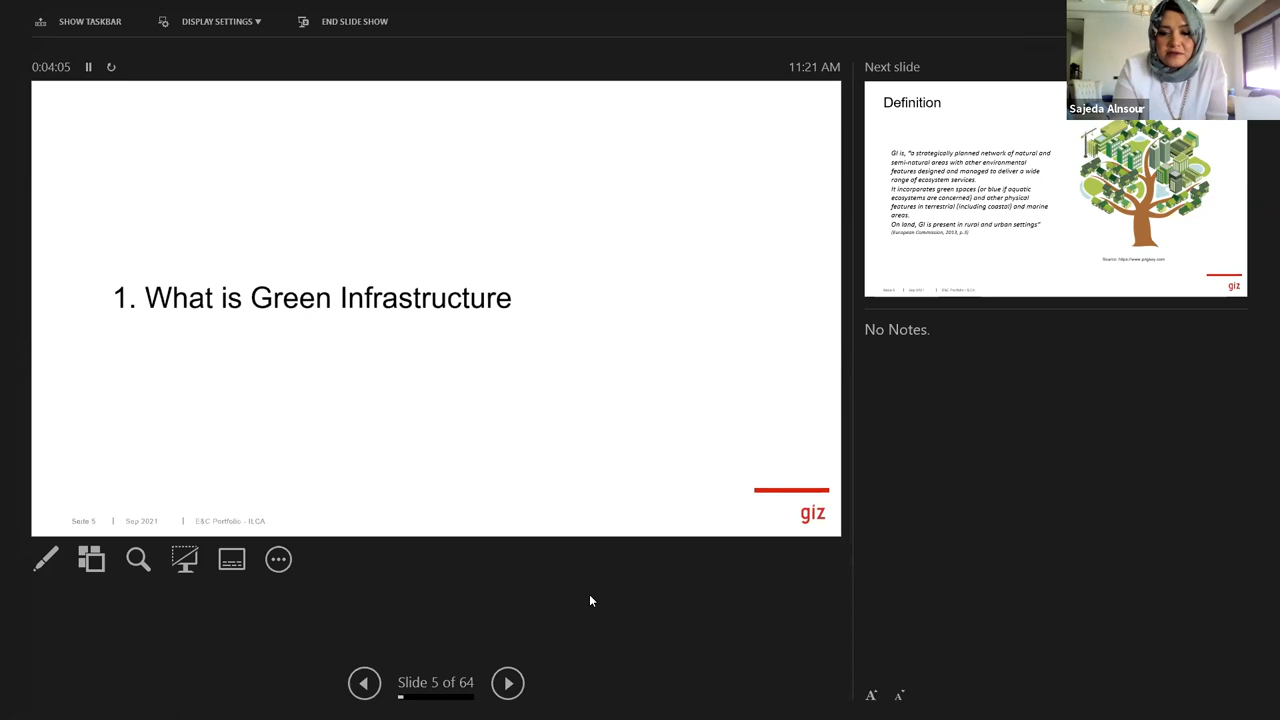 SHOW TASKBAR
DISPLAY SETTINGS ▼
END SLIDE SHOW
0:04:05
11:21 AM
1. What is Green Infrastructure
giz
Seite 5 | Sep 2021 | E&C Portfolio - ILCA
Slide 5 of 64
Next slide
Sajeda Alnsour
Definition
GI is, "a strategically planned network of natural and
semi-natural areas with other environmental
features designed and managed to deliver a wide
range of ecosystem services.
It incorporates green spaces (or blue if aquatic
ecosystems are concerned) and other physical
features in terrestrial (including coastal) and marine
areas.
On land, GI is present in rural and urban settings"
(European Commission, 2013, p.3)
giz
No Notes.
A A